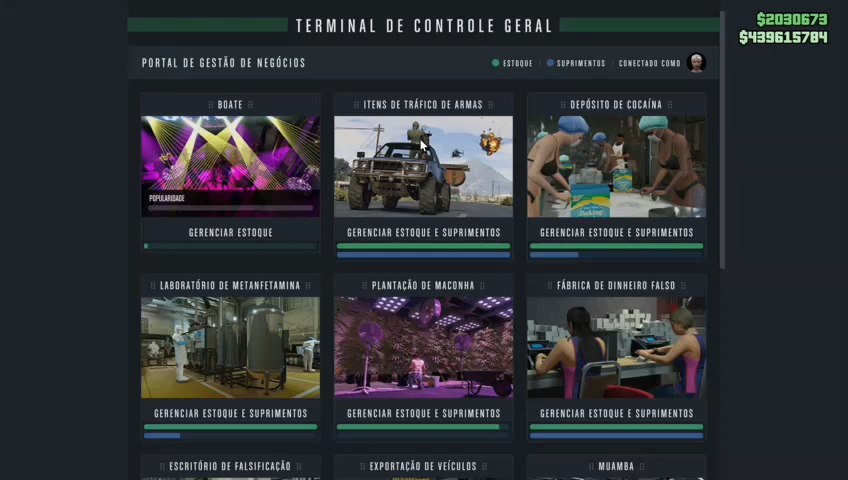 $2030673
TERMINAL DE CONTROLE GERAL
$439615784
PORTAL DE GESTÃO DE NEGÓCIOS
ESTOQUE
SUPRIMENTOS
CONECTADO COMO
BOATE
ITENS DE TRÁFICO DE ARMAS
DEPÓSITO DE COCAÍNA
POPULARIDADE
GERENCIAR ESTOQUE
GERENCIAR ESTOQUE E SUPRIMENTOS
GERENCIAR ESTOQUE E SUPRIMENTOS
LABORATÓRIO DE METANFETAMINA
PLANTAÇÃO DE MACONHA
FÁBRICA DE DINHEIRO FALSO
GERENCIAR ESTOQUE E SUPRIMENTOS
GERENCIAR ESTOQUE E SUPRIMENTOS
GERENCIAR ESTOQUE E SUPRIMENTOS
ESCRITÓRIO DE FALSIFICAÇÃO
EXPORTAÇÃO DE VEÍCULOS
MUAMBA